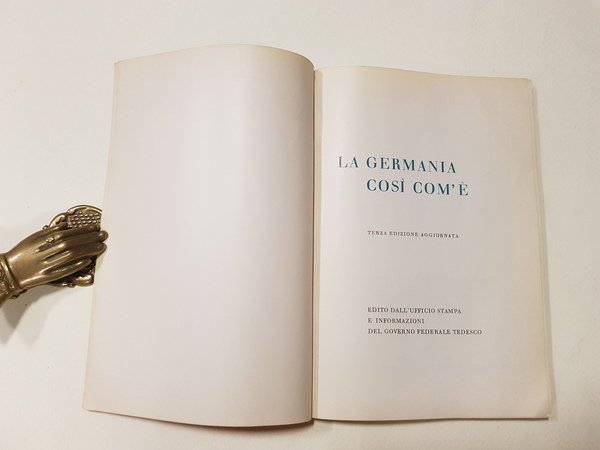 LA GERMANIA
COSÌ COM'È
TERZA EDIZIONE AGGIORNATA
EDITO DALL'UFFICIO STAMPA
E INFORMAZIONI
DEL GOVERNO FEDERALE TEDESCO